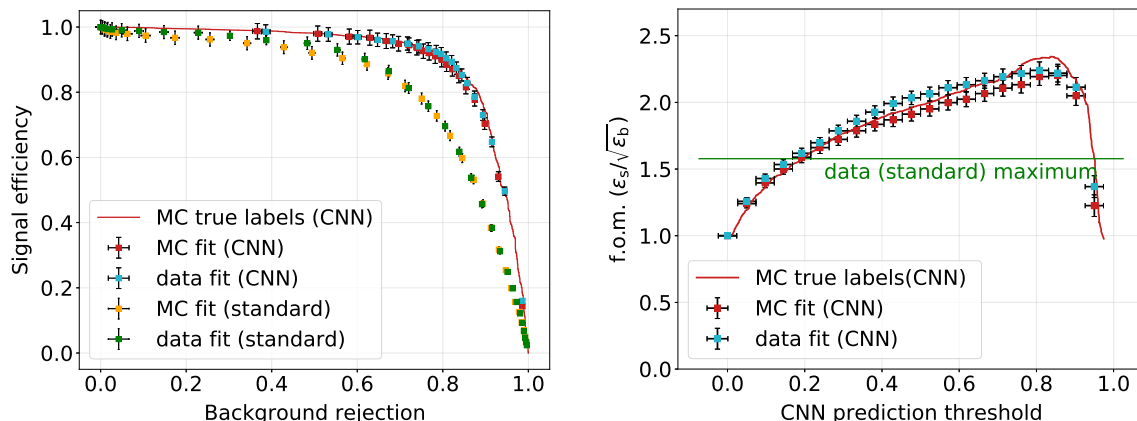 1.0
0.8
0.6
0.4
0.2
0.0
Signal efficiency
MC true labels (CNN)
MC fit (CNN)
data fit (CNN)
MC fit (standard)
data fit (standard)
0.0 0.2 0.4 0.6 0.8 1.0
Background rejection
2.5
2.0
1.5
1.0
0.5
0.0
f.o.m. (εs/√εb)
data (standard) maximum
MC true labels(CNN)
MC fit (CNN)
data fit (CNN)
0.0 0.2 0.4 0.6 0.8 1.0
CNN prediction threshold